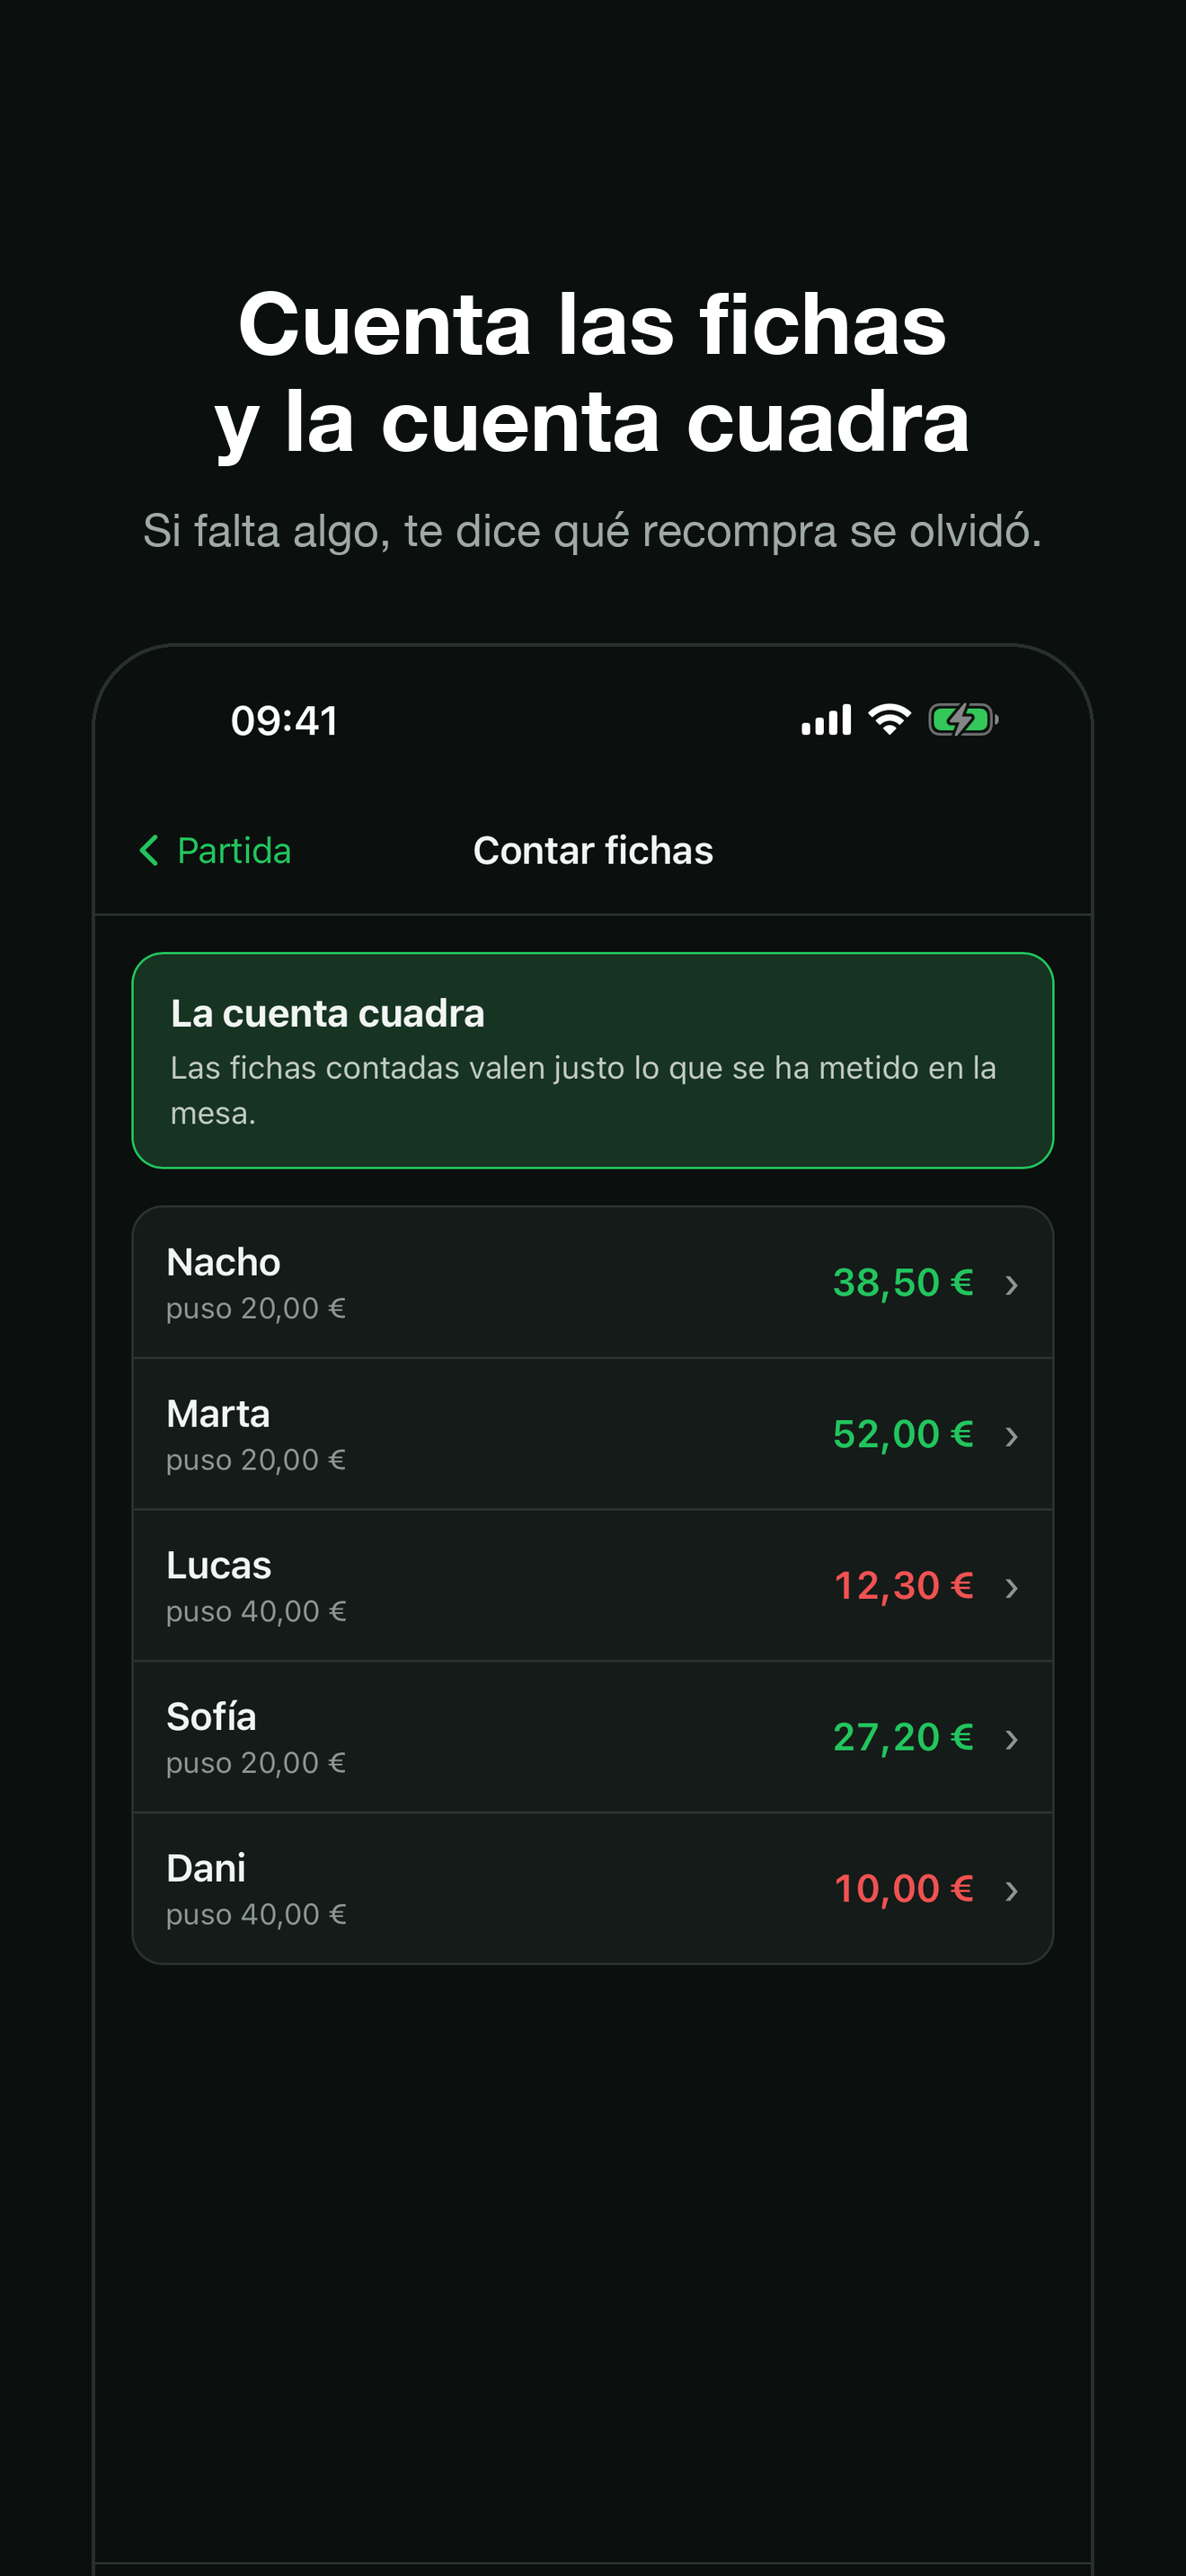 Cuenta las fichas
y la cuenta cuadra
Si falta algo, te dice qué recompra se olvidó.
09:41
Partida
Contar fichas
La cuenta cuadra
Las fichas contadas valen justo lo que se ha metido en la
mesa.
Nacho
puso 20,00 €
38,50 €
Marta
puso 20,00 €
52,00 €
Lucas
puso 40,00 €
12,30 €
Sofía
puso 20,00 €
27,20 €
Dani
puso 40,00 €
10,00 €